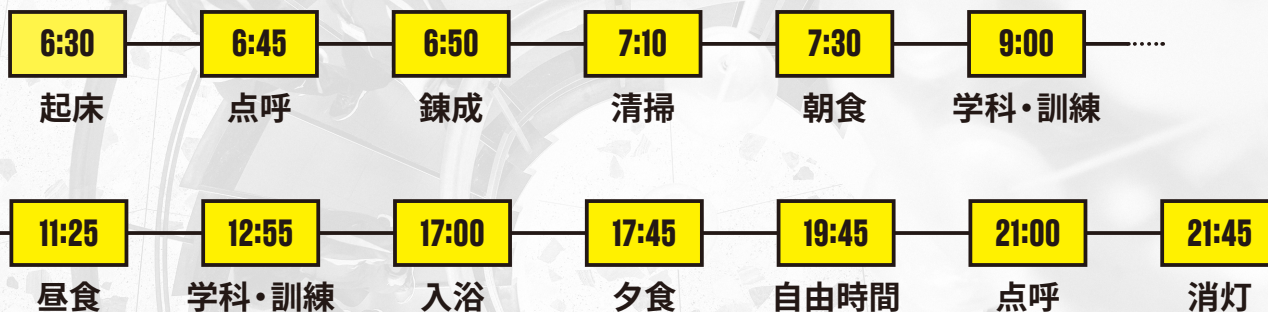 6:30 6:45 6:50 7:10 7:30 9:00
起床 点呼 錬成 清掃 朝食 学科・訓練
11:25 12:55 17:00 17:45 19:45 21:00 21:45
昼食 学科・訓練 入浴 夕食 自由時間 点呼 消灯